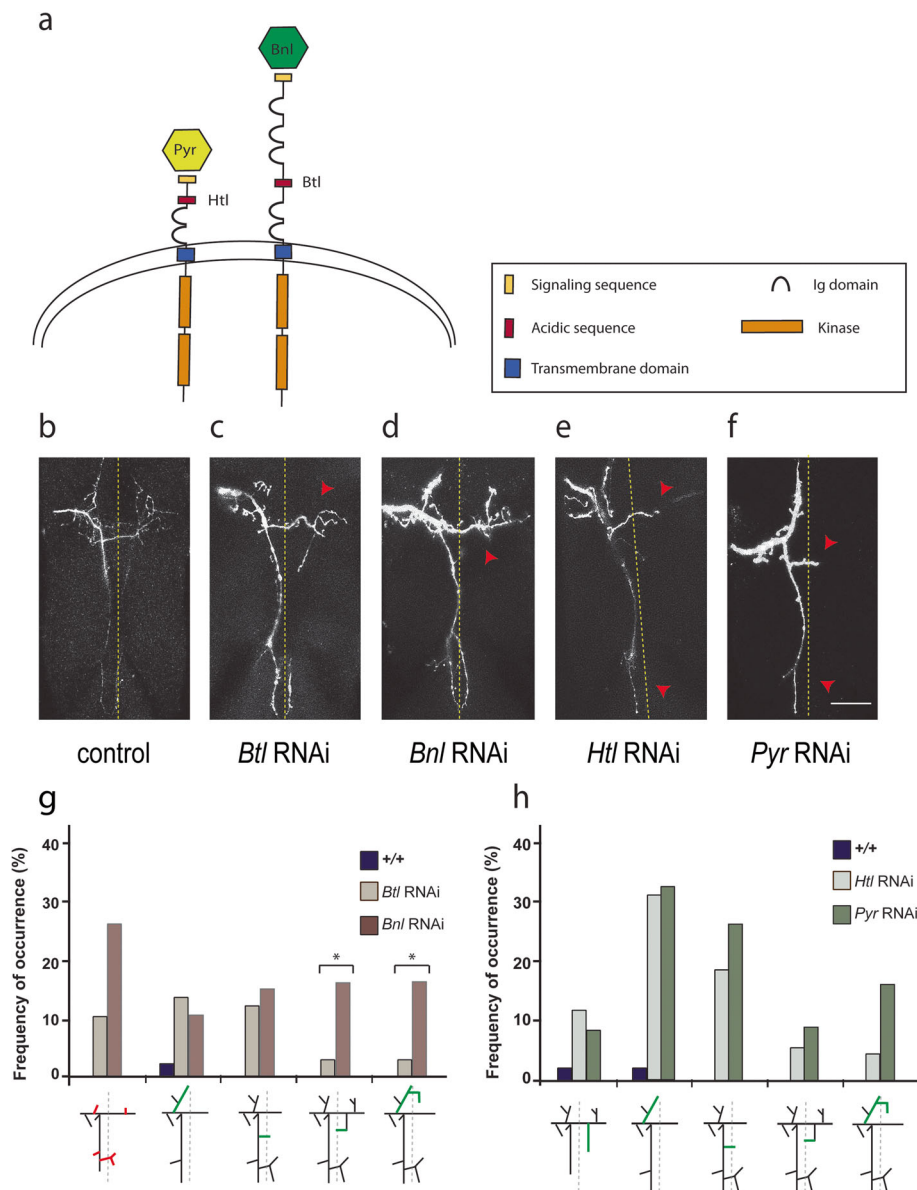 a
Bnl
Pyr
Htl
Btl
Signaling sequence
Ig domain
Acidic sequence
Kinase
Transmembrane domain
b
c
d
e
f
control
Btl RNAi
Bnl RNAi
Htl RNAi
Pyr RNAi
g
Frequency of occurrence (%)
40
30
20
10
0
+/+
Btl RNAi
Bnl RNAi
*
*
h
Frequency of occurrence (%)
40
30
20
10
0
+/+
Htl RNAi
Pyr RNAi